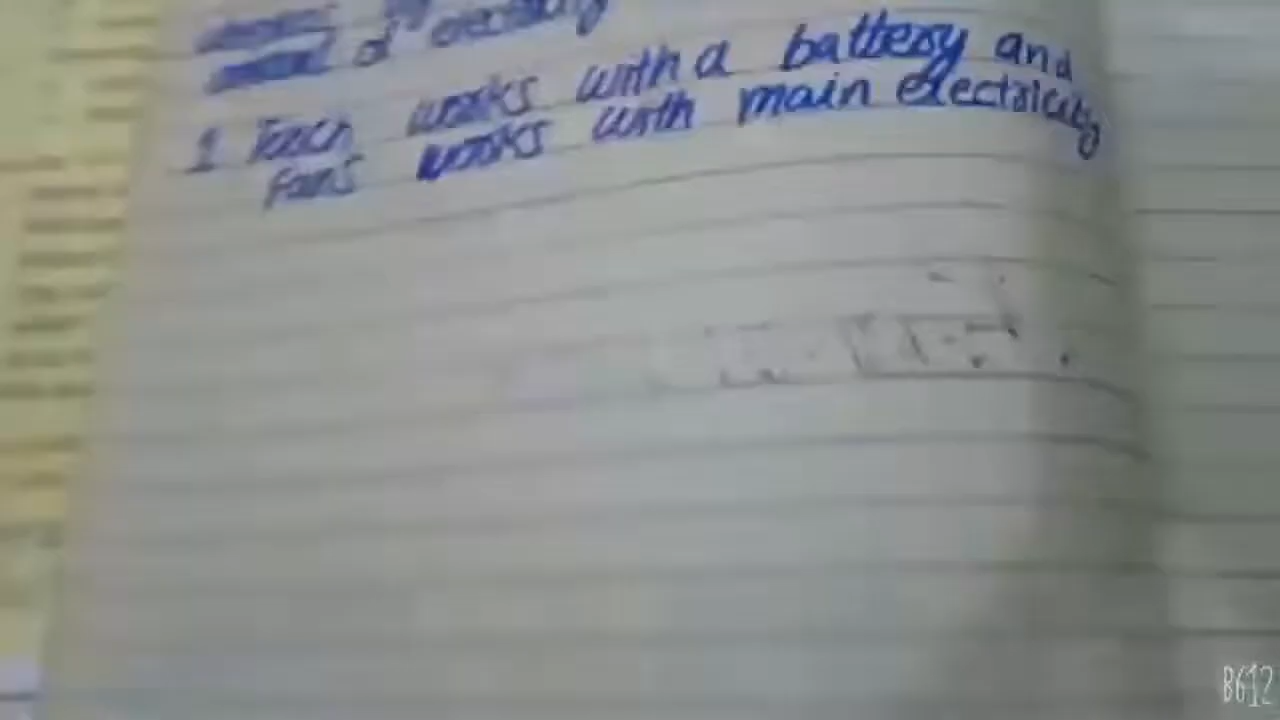 of electricity
1 Torch works with a battery and
fans works with main electricity
B612